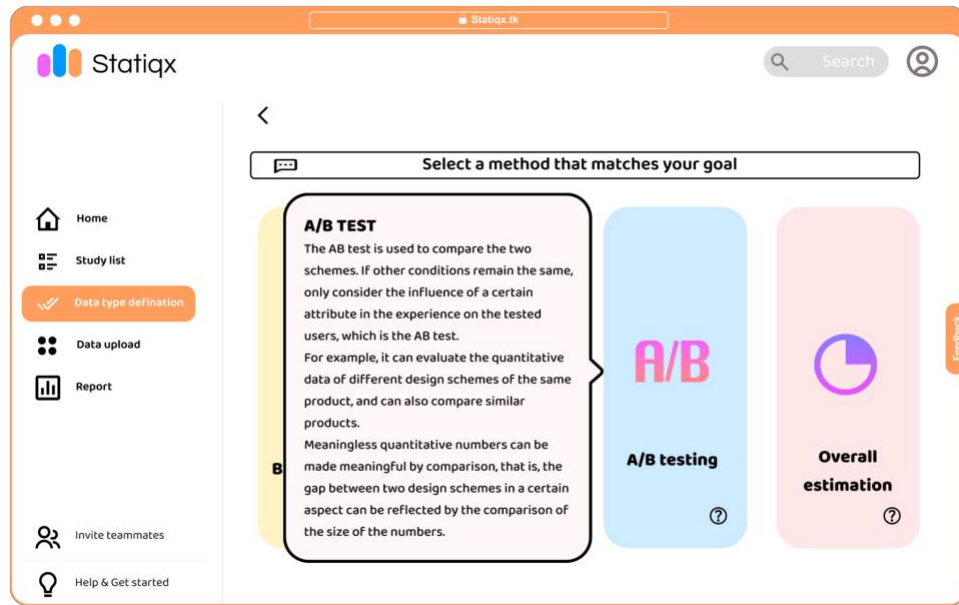 Statiqx.tk
Statiqx
Search
Select a method that matches your goal
Home
Study list
Data type defination
Data upload
Report
Invite teammates
Help & Get started
B
A/B TEST
The AB test is used to compare the two
schemes. If other conditions remain the same,
only consider the influence of a certain
attribute in the experience on the tested
users, which is the AB test.
For example, it can evaluate the quantitative
data of different design schemes of the same
product, and can also compare similar
products.
Meaningless quantitative numbers can be
made meaningful by comparison, that is, the
gap between two design schemes in a certain
aspect can be reflected by the comparison of
the size of the numbers.
A/B
A/B testing
?
Overall
estimation
?
Feedback